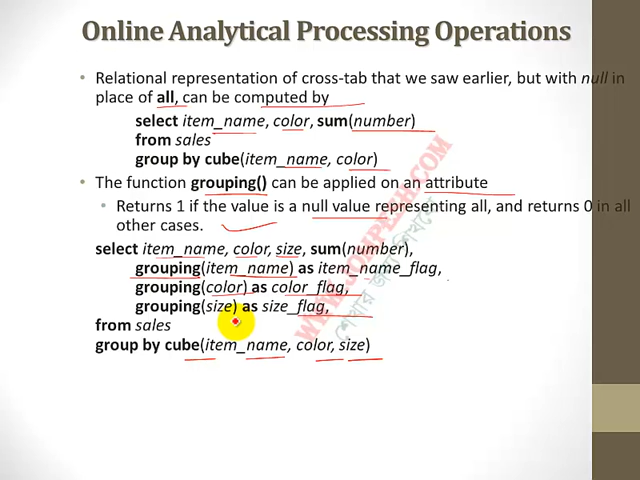 Online Analytical Processing Operations
• Relational representation of cross-tab that we saw earlier, but with null in
place of all, can be computed by
select item_name, color, sum(number)
from sales
group by cube(item_name, color)
• The function grouping() can be applied on an attribute
• Returns 1 if the value is a null value representing all, and returns 0 in all
other cases.
select item_name, color, size, sum(number),
grouping(item_name) as item_name_flag,
grouping(color) as color_flag,
grouping(size) as size_flag,
from sales
group by cube(item_name, color, size)